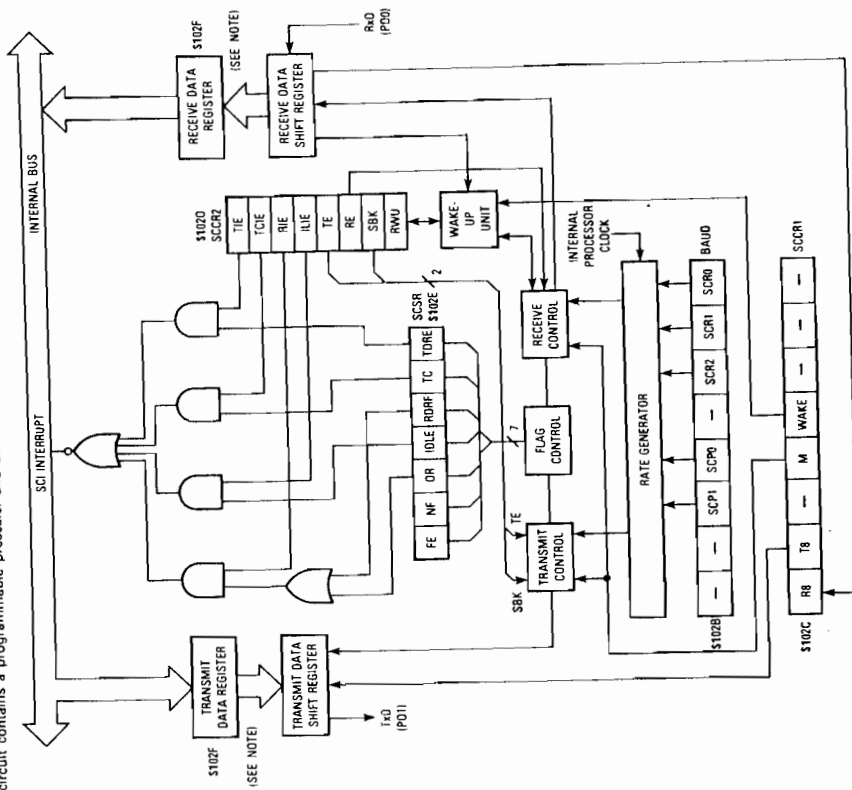 circuit contains a programmable
INTERNAL BUS
SCI INTERRUPT
$102F
TRANSMIT
DATA REGISTER
(SEE NOTE)
TRANSMIT DATA
SHIFT REGISTER
TxD
(PD1)
$102F
RECEIVE DATA
REGISTER
(SEE NOTE)
RECEIVE DATA
SHIFT REGISTER
RxD
(PD0)
$102D
SCCR2
TIE
TCIE
RIE
ILIE
TE
RE
SBK
RWU
SCSR
$102E
FE
NF
OR
IDLE
RDRF
TC
TDRE
2
7
SBK
TE
TRANSMIT
CONTROL
FLAG
CONTROL
RECEIVE
CONTROL
WAKE-
UP
UNIT
INTERNAL
PROCESSOR
CLOCK
RATE GENERATOR
$102B
— — SCP1 SCP0 — SCR2 SCR1 SCR0
BAUD
$102C
R8 T8 — M WAKE — — —
SCCR1